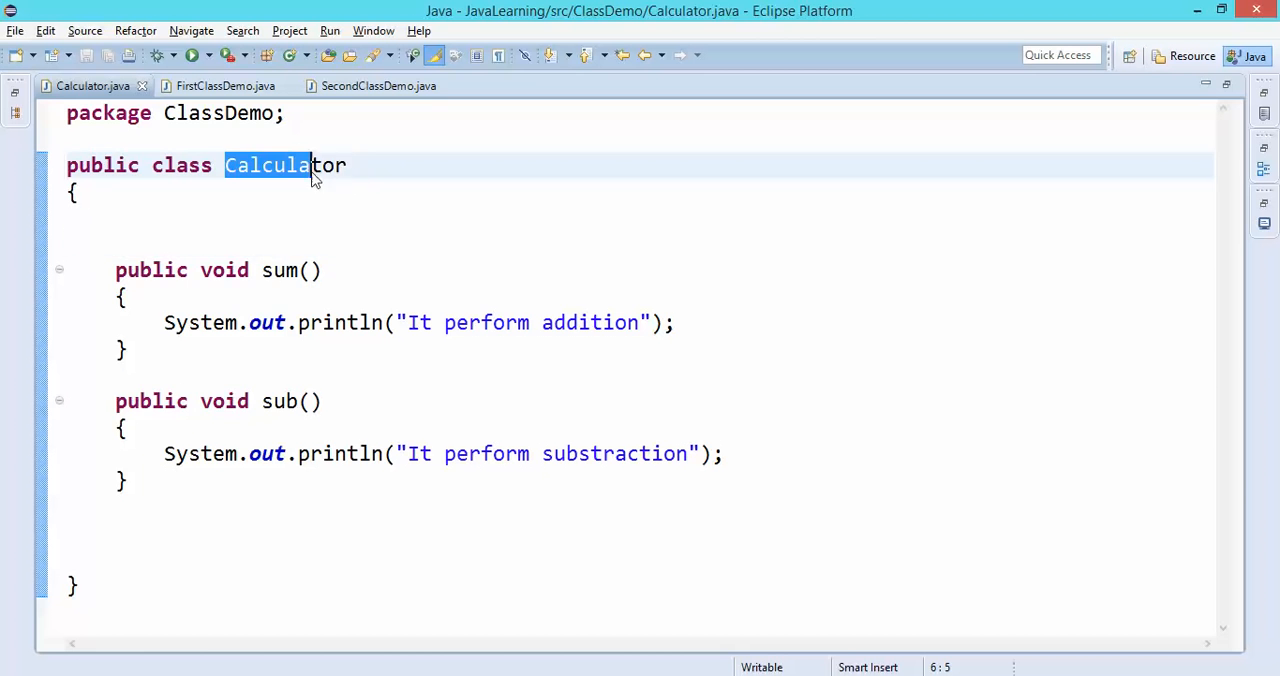 Java - JavaLearning/src/ClassDemo/Calculator.java - Eclipse Platform
File Edit Source Refactor Navigate Search Project Run Window Help
Quick Access Resource Java
Calculator.java FirstClassDemo.java SecondClassDemo.java
package ClassDemo;
public class Calculator
{
public void sum()
{
System.out.println("It perform addition");
}
public void sub()
{
System.out.println("It perform substraction");
}
}
Writable Smart Insert 6 : 5